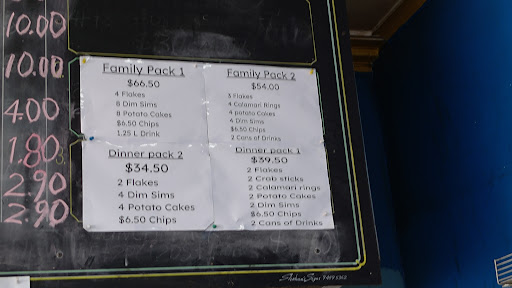 10.00
10.00
4.00
1.80
2.90
2.90
Family Pack 1
$66.50
4 Flakes
8 Dim Sims
8 Potato Cakes
$6.50 Chips
1.25 L Drink
Family Pack 2
$54.00
3 Flakes
4 Calamari Rings
4 potato Cakes
4 Dim Sims
$6.50 Chips
2 Cans of Drinks
Dinner pack 2
$34.50
2 Flakes
4 Dim Sims
4 Potato Cakes
$6.50 Chips
Dinner pack 1
$39.50
2 Flakes
2 Crab sticks
2 Calamari rings
2 Potato Cakes
2 Dim Sims
$6.50 Chips
2 Cans of Drinks